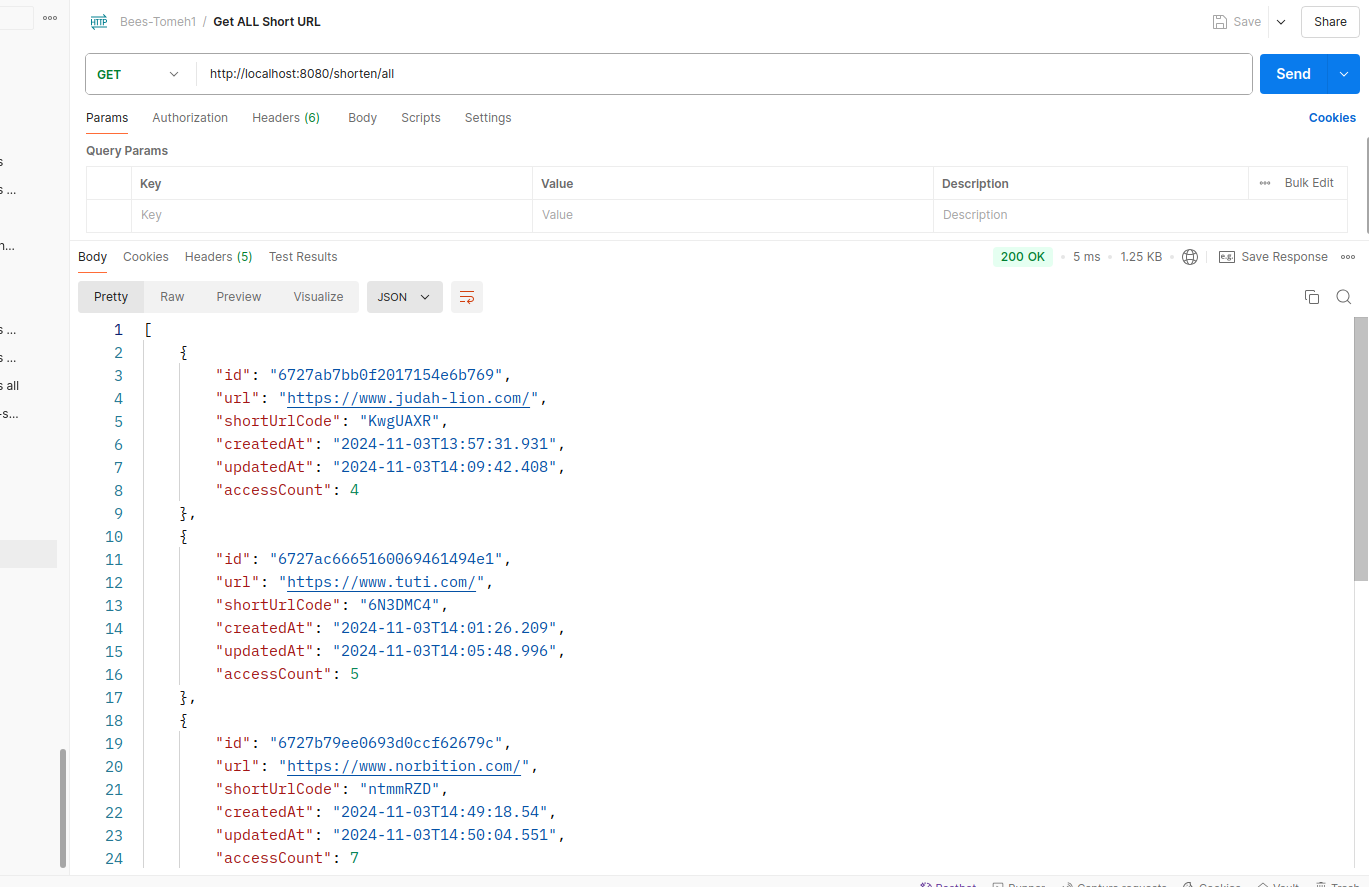 HTTP Bees-Tomeh1 / Get ALL Short URL Save Share
GET http://localhost:8080/shorten/all Send
Params Authorization Headers (6) Body Scripts Settings Cookies
Query Params
Key Value Description Bulk Edit
Key Value Description
Body Cookies Headers (5) Test Results 200 OK • 5 ms • 1.25 KB • e.g. Save Response
Pretty Raw Preview Visualize JSON
1 [
2 {
3 "id": "6727ab7bb0f2017154e6b769",
4 "url": "https://www.judah-lion.com/",
5 "shortUrlCode": "KwgUAXR",
6 "createdAt": "2024-11-03T13:57:31.931",
7 "updatedAt": "2024-11-03T14:09:42.408",
8 "accessCount": 4
9 },
10 {
11 "id": "6727ac6665160069461494e1",
12 "url": "https://www.tuti.com/",
13 "shortUrlCode": "6N3DMC4",
14 "createdAt": "2024-11-03T14:01:26.209",
15 "updatedAt": "2024-11-03T14:05:48.996",
16 "accessCount": 5
17 },
18 {
19 "id": "6727b79ee0693d0ccf62679c",
20 "url": "https://www.norbition.com/",
21 "shortUrlCode": "ntmmRZD",
22 "createdAt": "2024-11-03T14:49:18.54",
23 "updatedAt": "2024-11-03T14:50:04.551",
24 "accessCount": 7
s
s ...
n...
s ...
s ...
s all
-s...
Postbot Runner Capture requests Cookies Vault Trash